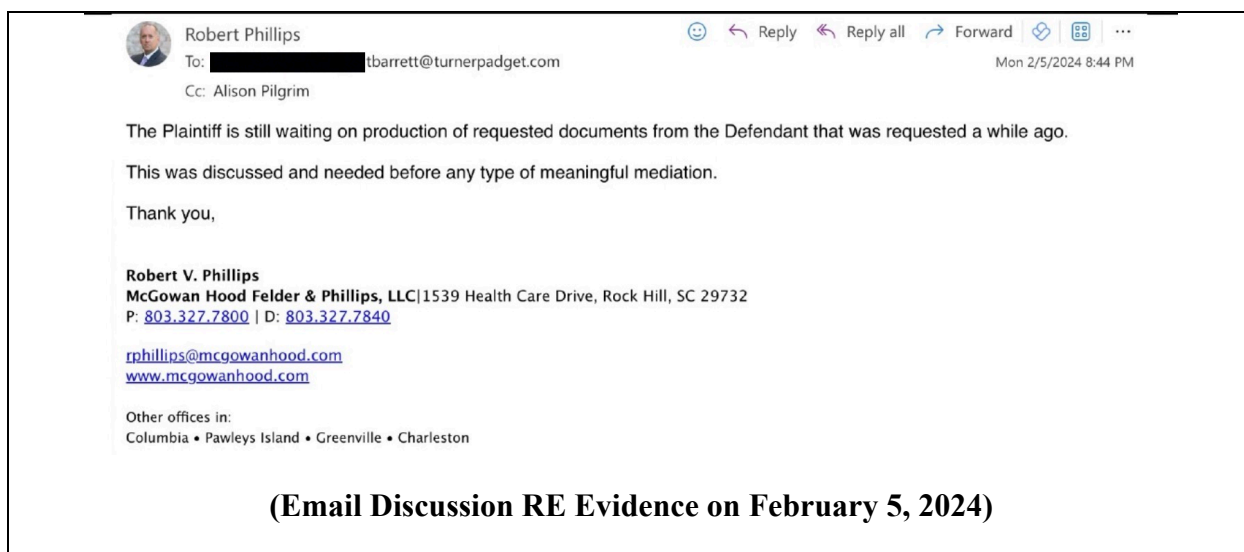 Robert Phillips
Reply Reply all Forward
To: tbarrett@turnerpadget.com
Mon 2/5/2024 8:44 PM
Cc: Alison Pilgrim
The Plaintiff is still waiting on production of requested documents from the Defendant that was requested a while ago.
This was discussed and needed before any type of meaningful mediation.
Thank you,
Robert V. Phillips
McGowan Hood Felder & Phillips, LLC|1539 Health Care Drive, Rock Hill, SC 29732
P: 803.327.7800 | D: 803.327.7840
rphillips@mcgowanhood.com
www.mcgowanhood.com
Other offices in:
Columbia • Pawleys Island • Greenville • Charleston
(Email Discussion RE Evidence on February 5, 2024)